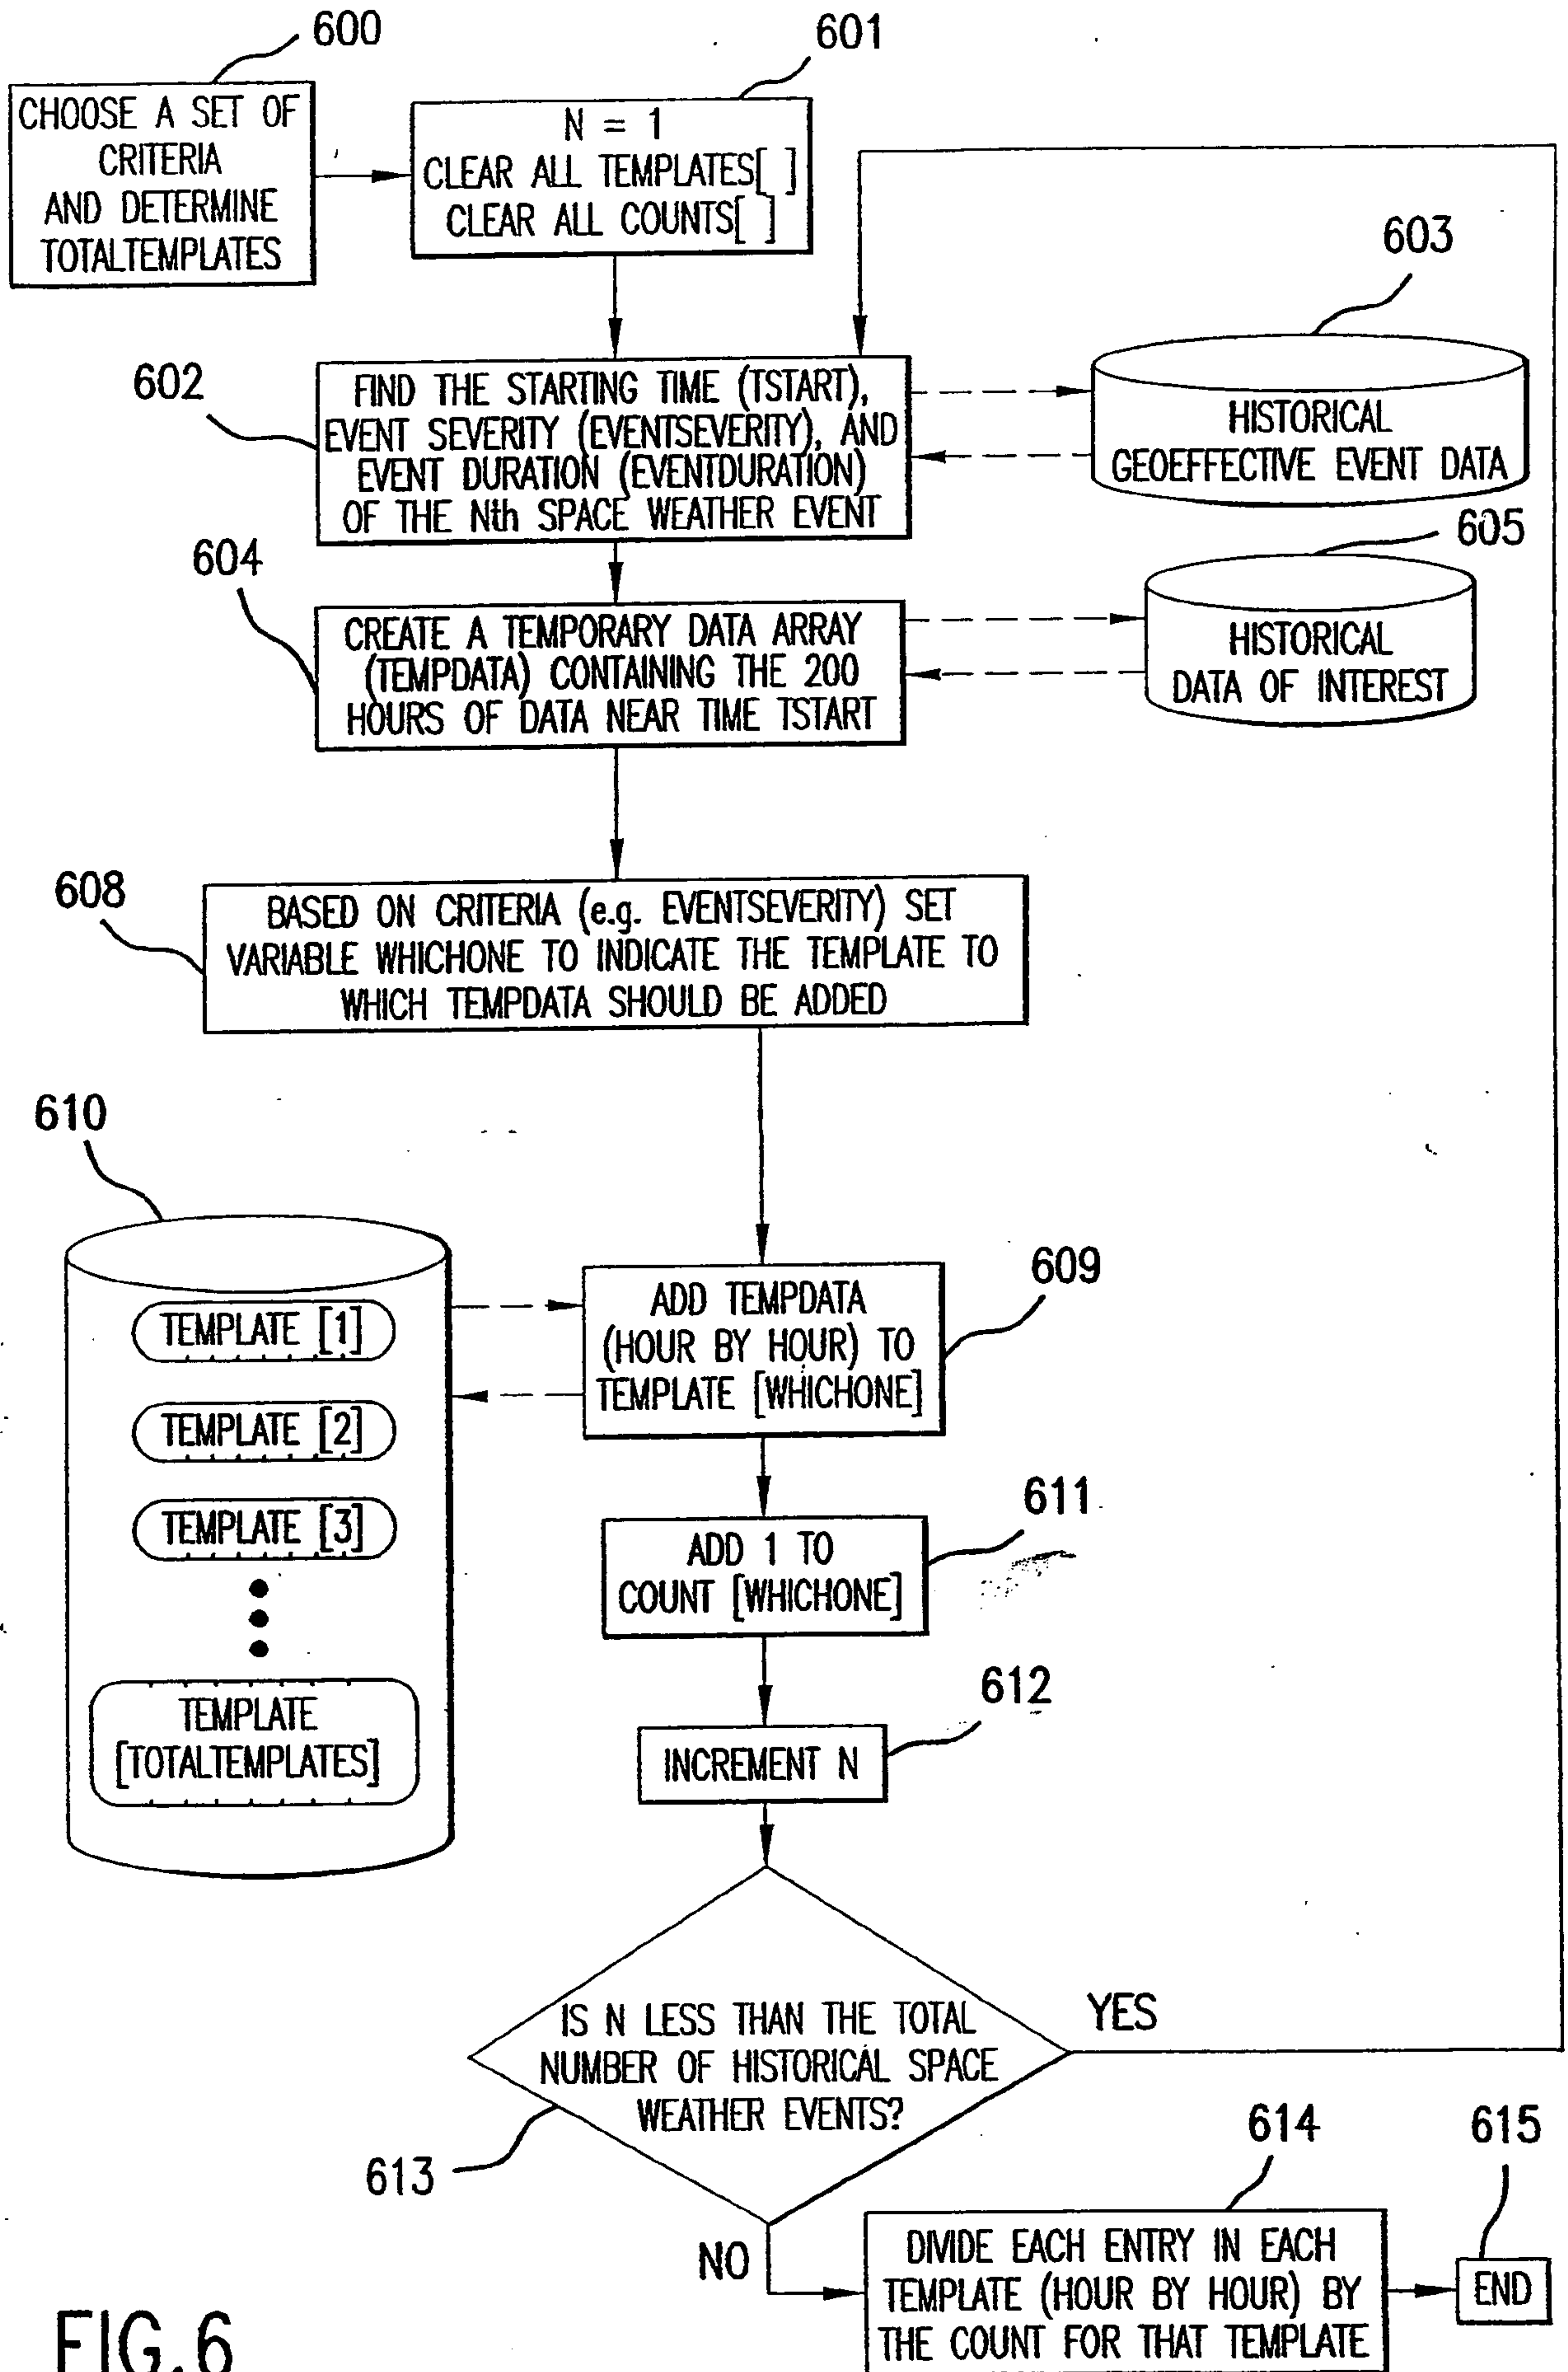 600
601
CHOOSE A SET OF
CRITERIA
AND DETERMINE
TOTALTEMPLATES
N = 1
CLEAR ALL TEMPLATES[ ]
CLEAR ALL COUNTS[ ]
603
602
FIND THE STARTING TIME (TSTART),
EVENT SEVERITY (EVENTSEVERITY), AND
EVENT DURATION (EVENTDURATION)
OF THE Nth SPACE WEATHER EVENT
HISTORICAL
GEOEFFECTIVE EVENT DATA
604
605
CREATE A TEMPORARY DATA ARRAY
(TEMPDATA) CONTAINING THE 200
HOURS OF DATA NEAR TIME TSTART
HISTORICAL
DATA OF INTEREST
608
BASED ON CRITERIA (e.g. EVENTSEVERITY) SET
VARIABLE WHICHONE TO INDICATE THE TEMPLATE TO
WHICH TEMPDATA SHOULD BE ADDED
610
609
TEMPLATE [1]
TEMPLATE [2]
TEMPLATE [3]
TEMPLATE
[TOTALTEMPLATES]
ADD TEMPDATA
(HOUR BY HOUR) TO
TEMPLATE [WHICHONE]
611
ADD 1 TO
COUNT [WHICHONE]
612
INCREMENT N
IS N LESS THAN THE TOTAL
NUMBER OF HISTORICAL SPACE
WEATHER EVENTS?
YES
613
614
615
NO
DIVIDE EACH ENTRY IN EACH
TEMPLATE (HOUR BY HOUR) BY
THE COUNT FOR THAT TEMPLATE
END
FIG.6